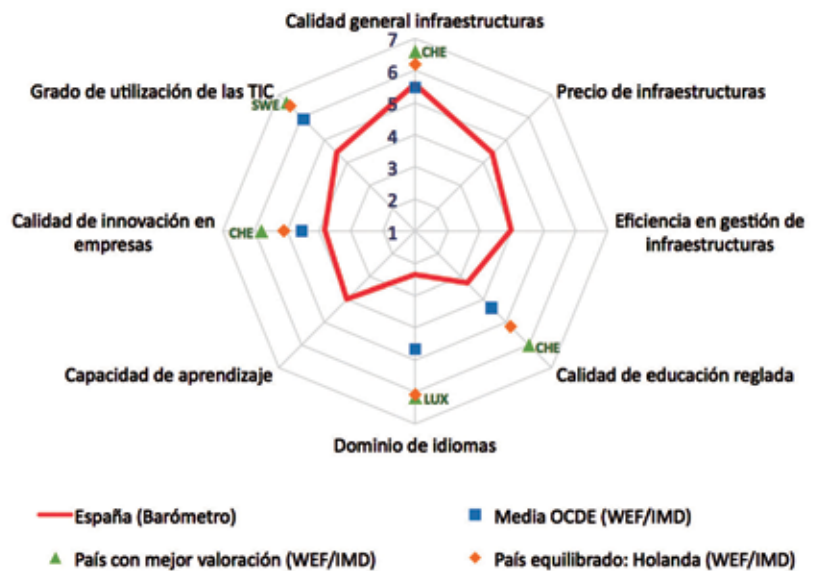 Calidad general infraestructuras
7
CHE
6
Grado de utilización de las TIC
Precio de infraestructuras
SWE
5
4
3
2
Calidad de innovación en
empresas
CHE
1
Eficiencia en gestión de
infraestructuras
CHE
Capacidad de aprendizaje
Calidad de educación reglada
LUX
Dominio de idiomas
España (Barómetro)
Media OCDE (WEF/IMD)
País con mejor valoración (WEF/IMD)
País equilibrado: Holanda (WEF/IMD)